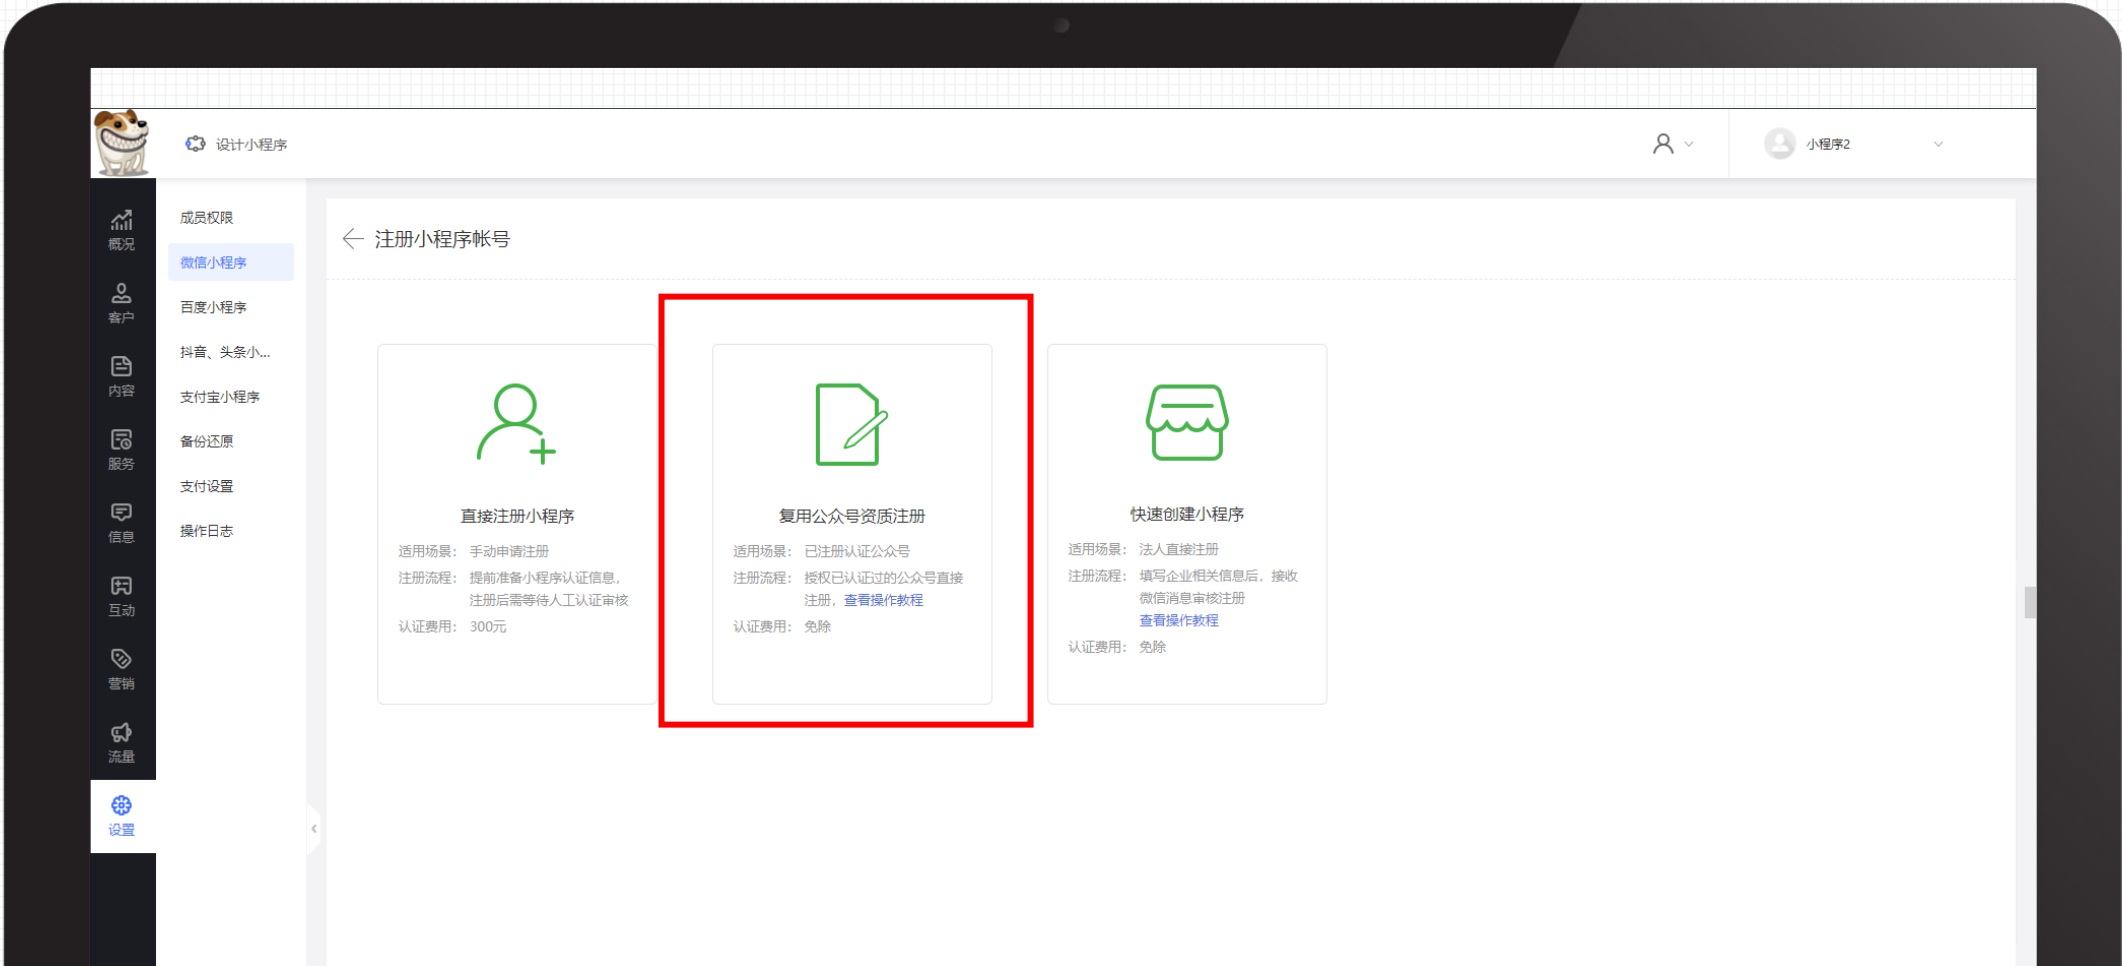 设计小程序
小程序2
概况
客户
内容
服务
信息
互动
营销
流量
设置
成员权限
微信小程序
百度小程序
抖音、头条小...
支付宝小程序
备份还原
支付设置
操作日志
注册小程序帐号
直接注册小程序
适用场景： 手动申请注册
注册流程： 提前准备小程序认证信息，
注册后需等待人工认证审核
认证费用： 300元
复用公众号资质注册
适用场景： 已注册认证公众号
注册流程： 授权已认证过的公众号直接
注册，查看操作教程
认证费用： 免除
快速创建小程序
适用场景： 法人直接注册
注册流程： 填写企业相关信息后，接收
微信消息审核注册
查看操作教程
认证费用： 免除